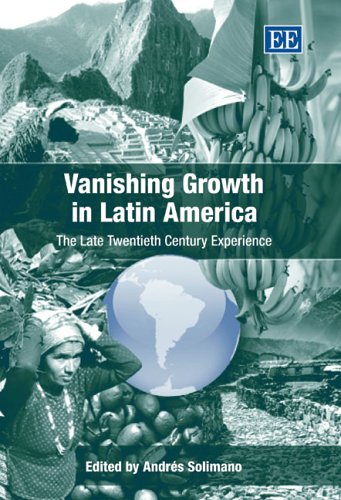 EE
Vanishing Growth
in Latin America
The Late Twentieth Century Experience
Edited by Andrés Solimano